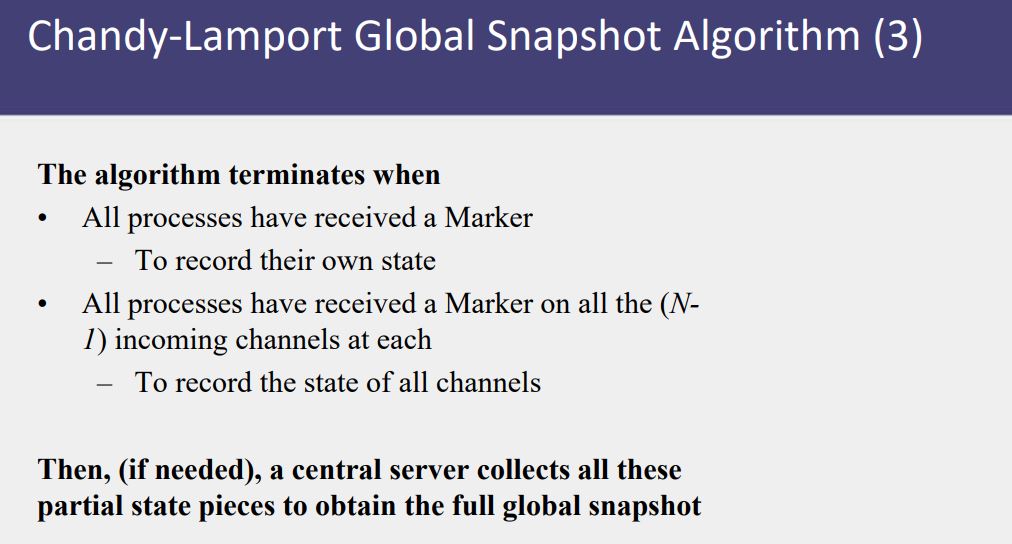 Chandy-Lamport Global Snapshot Algorithm (3)
The algorithm terminates when
• All processes have received a Marker
– To record their own state
• All processes have received a Marker on all the (N-
1) incoming channels at each
– To record the state of all channels
Then, (if needed), a central server collects all these
partial state pieces to obtain the full global snapshot